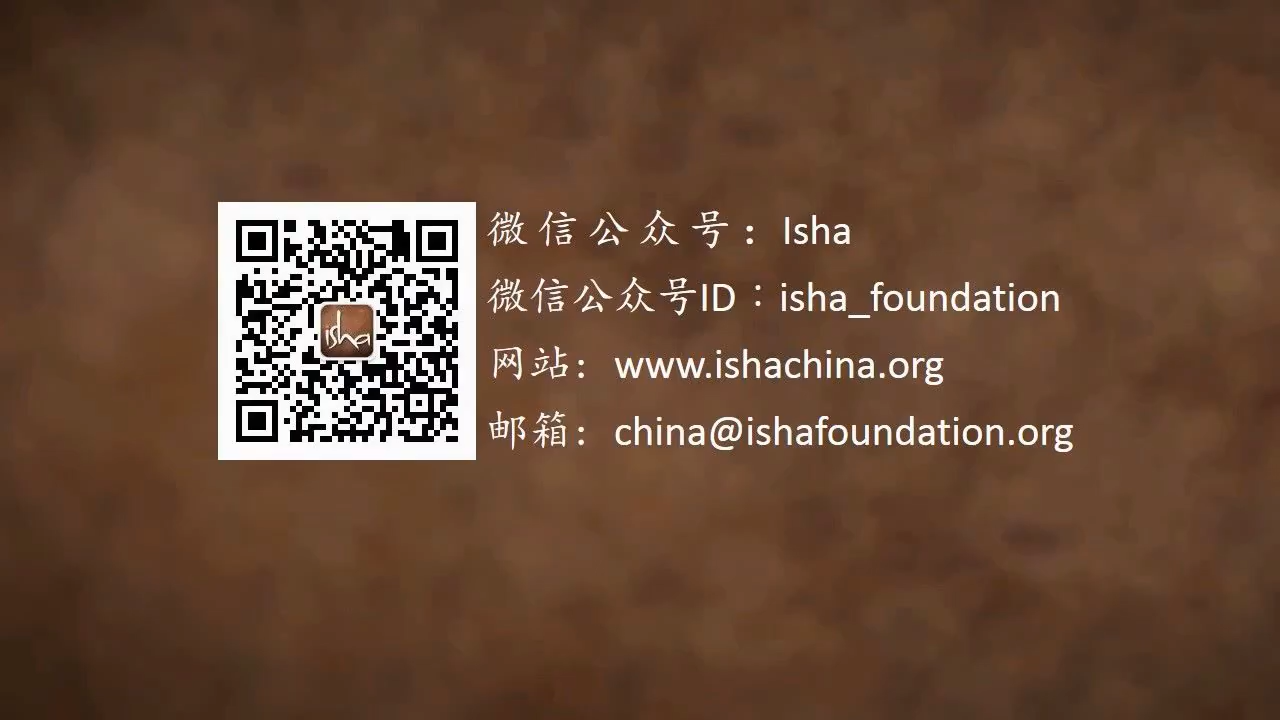 微信公众号：Isha
微信公众号ID：isha_foundation
网站：www.ishachina.org
邮箱：china@ishafoundation.org
isha